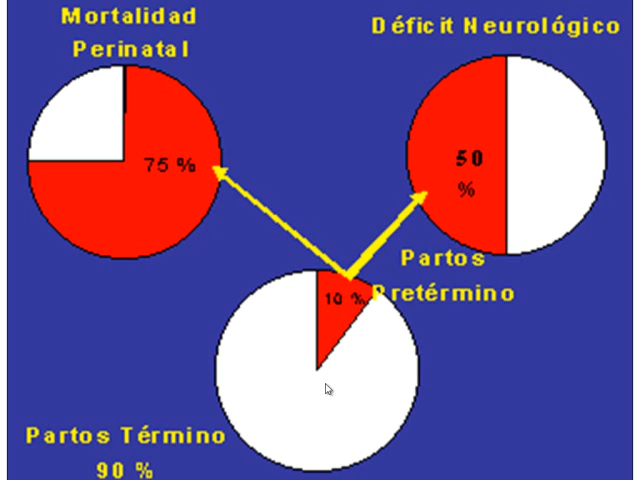 Mortalidad
Perinatal
Déficit Neurológico
75 %
50
%
Partos
Pretérmino
10 %
Partos Término
90 %